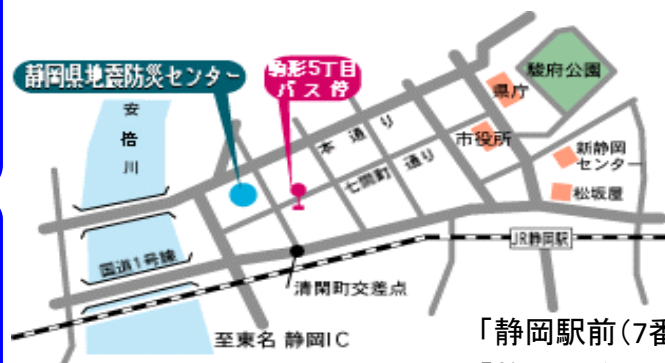 静岡県地震防災センター
駒形5丁目
バス停
駿府公園
県庁
安
倍
川
本通り
市役所
新静岡
センター
七間町通り
松坂屋
JR静岡駅
国道1号線
清閑町交差点
至東名 静岡IC
「静岡駅前(7番